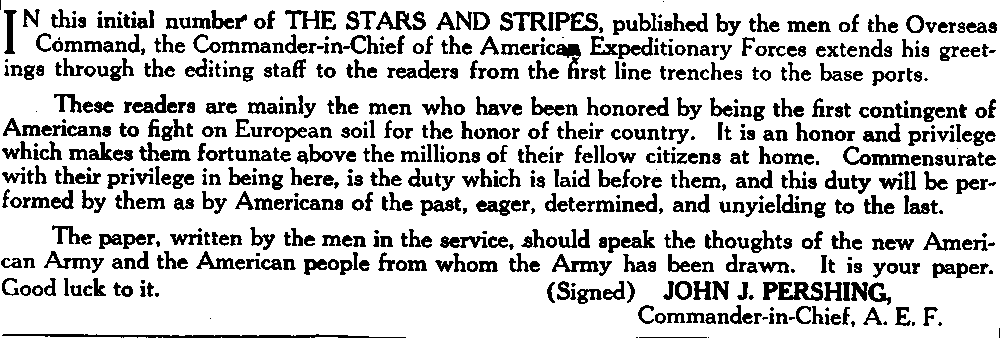 IN this initial number of THE STARS AND STRIPES, published by the men of the Overseas
Command, the Commander-in-Chief of the American Expeditionary Forces extends his greet-
ings through the editing staff to the readers from the first line trenches to the base ports.
These readers are mainly the men who have been honored by being the first contingent of
Americans to fight on European soil for the honor of their country. It is an honor and privilege
which makes them fortunate above the millions of their fellow citizens at home. Commensurate
with their privilege in being here, is the duty which is laid before them, and this duty will be per-
formed by them as by Americans of the past, eager, determined, and unyielding to the last.
The paper, written by the men in the service, should speak the thoughts of the new Ameri-
can Army and the American people from whom the Army has been drawn. It is your paper.
Good luck to it. (Signed) JOHN J. PERSHING,
Commander-in-Chief, A. E. F.